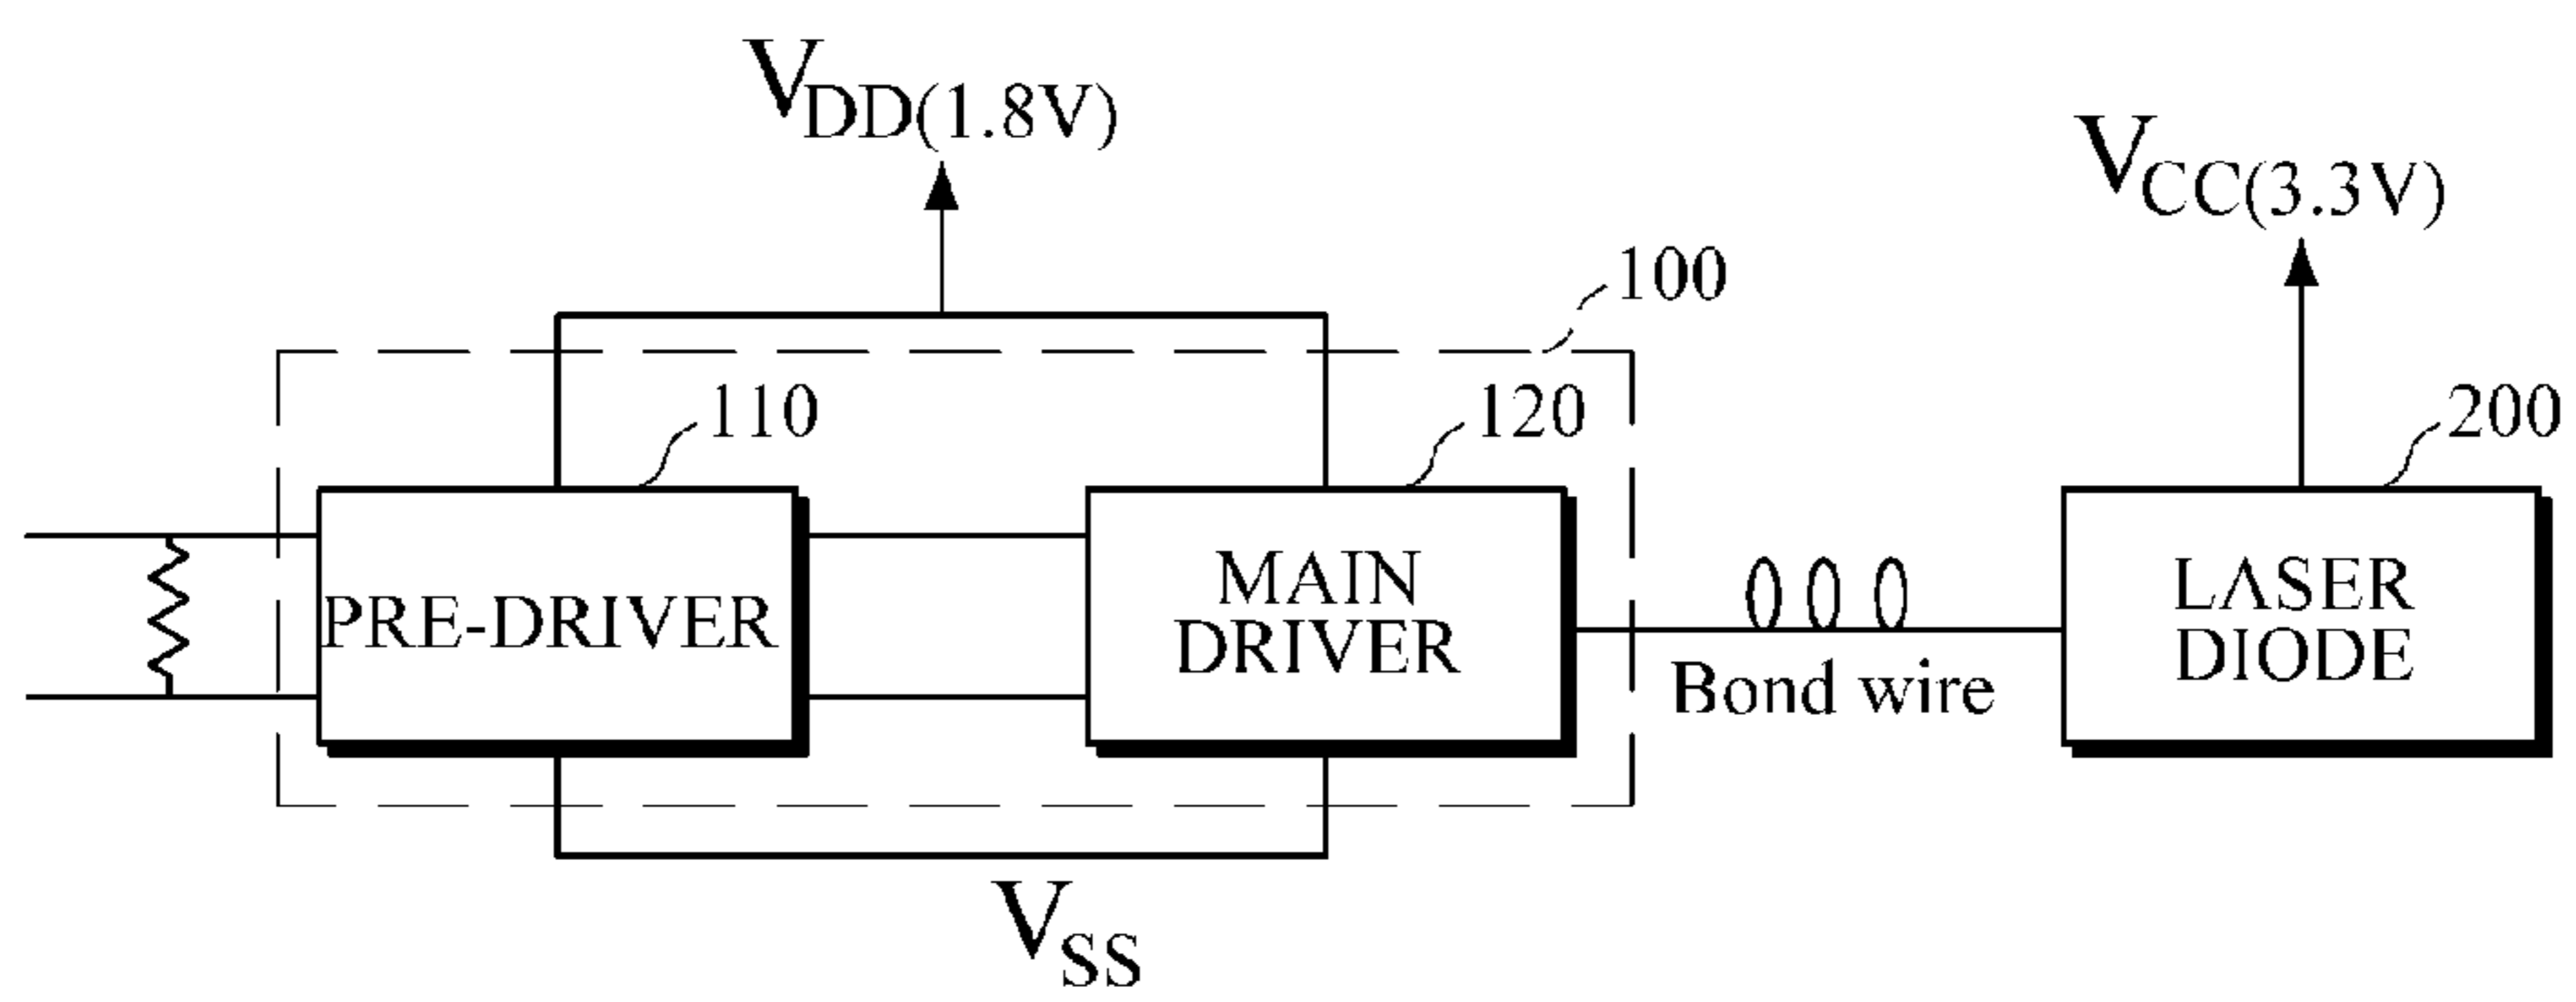 VDD(1.8V)
VCC(3.3V)
100
110
120
200
PRE-DRIVER
MAIN
DRIVER
Bond wire
LASER
DIODE
VSS